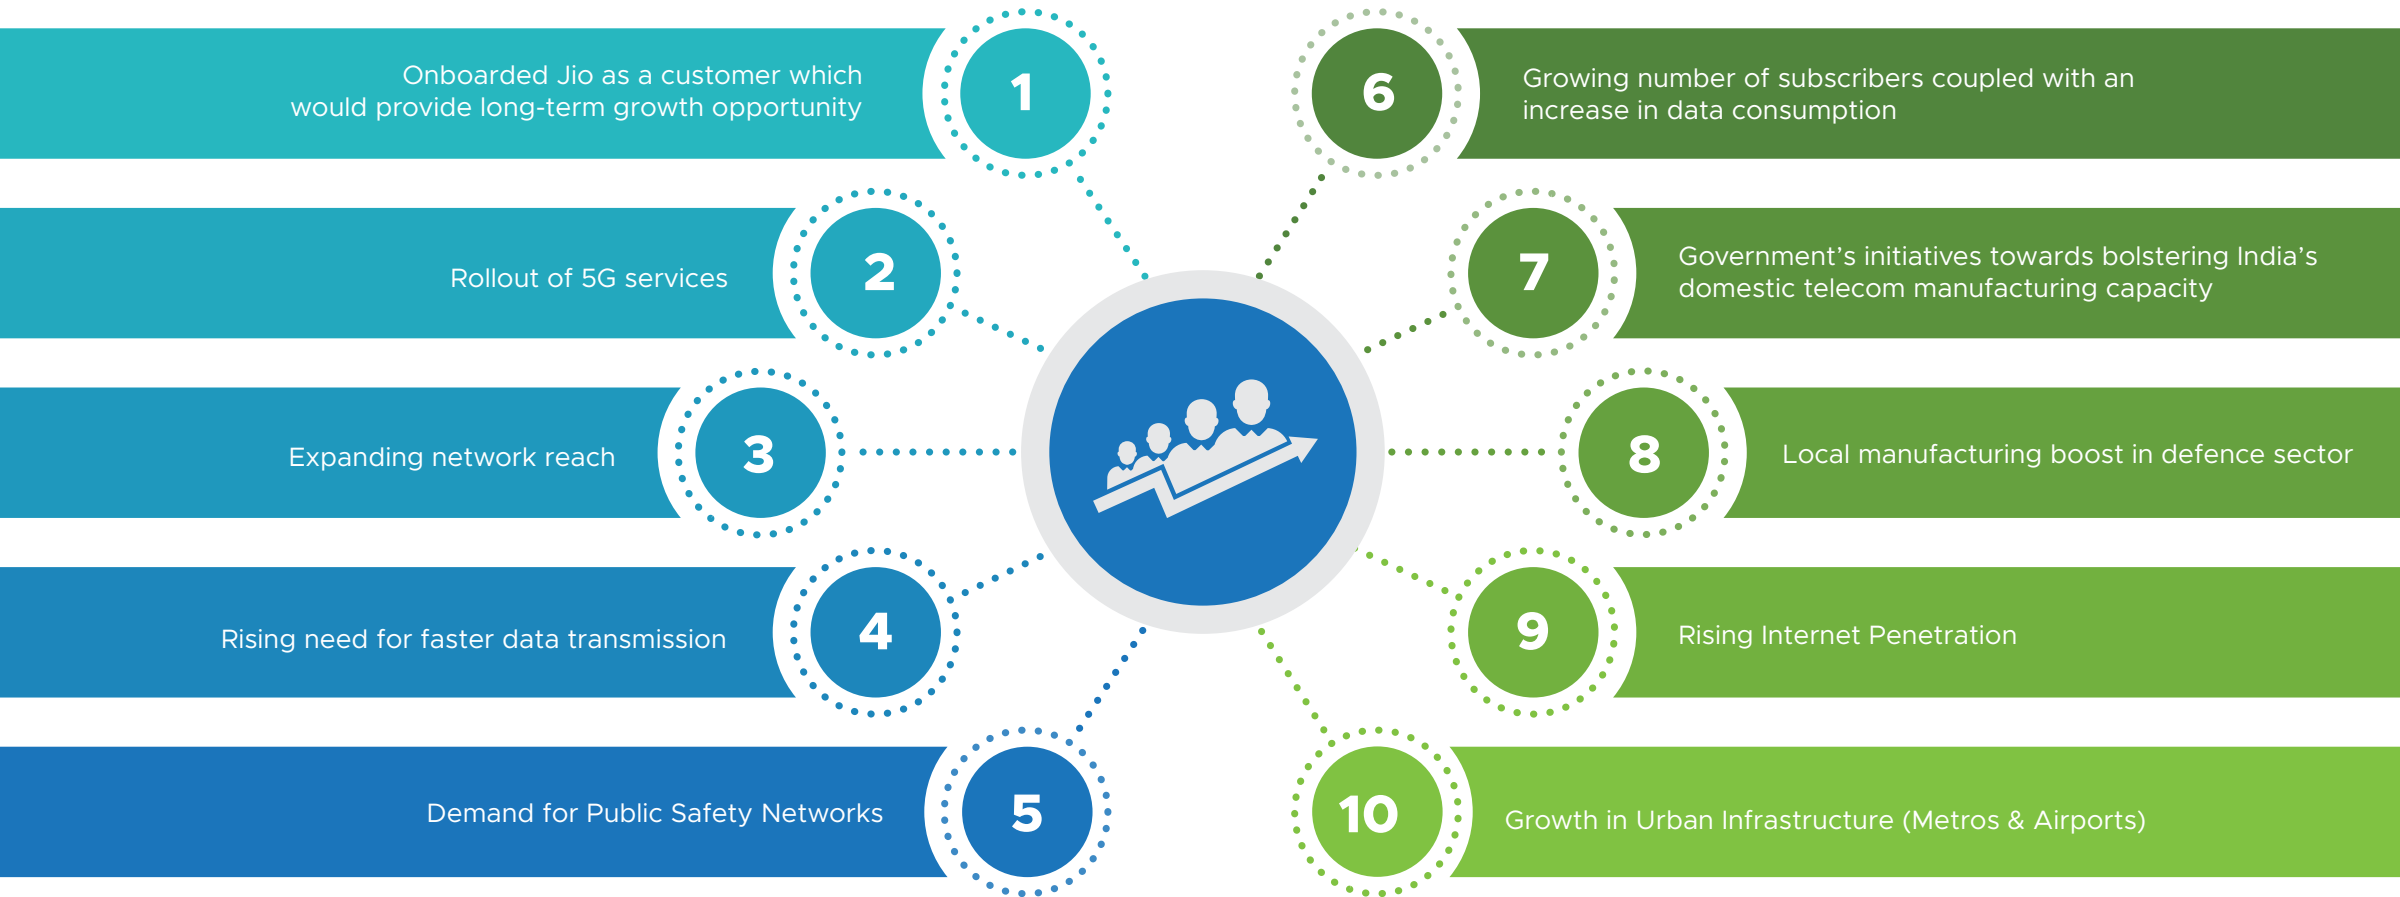 1
Onboarded Jio as a customer which
would provide long-term growth opportunity
2
Rollout of 5G services
3
Expanding network reach
4
Rising need for faster data transmission
5
Demand for Public Safety Networks
6
Growing number of subscribers coupled with an
increase in data consumption
7
Government’s initiatives towards bolstering India’s
domestic telecom manufacturing capacity
8
Local manufacturing boost in defence sector
9
Rising Internet Penetration
10
Growth in Urban Infrastructure (Metros & Airports)